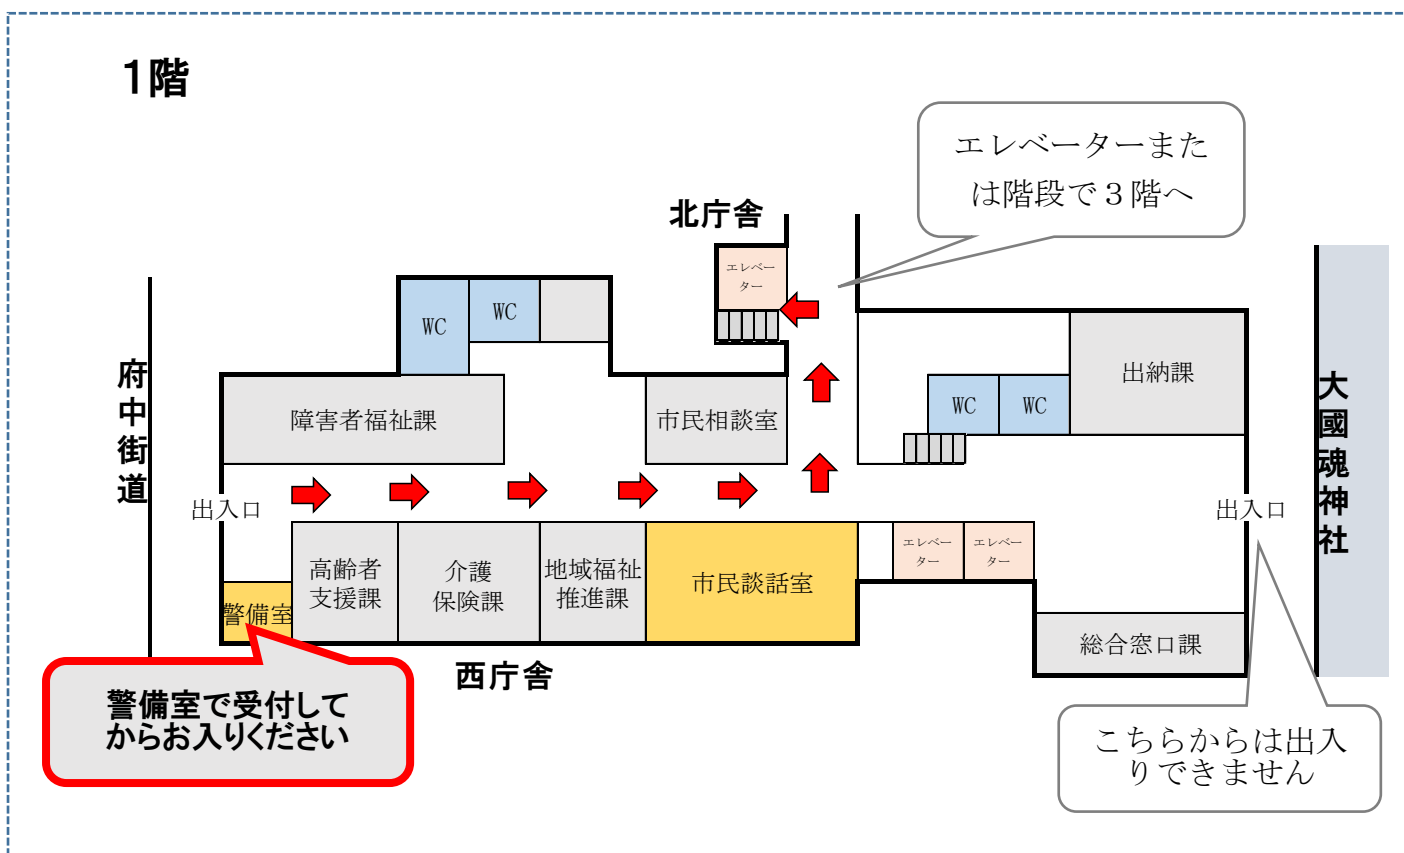 1階
エレベーターまた
は階段で３階へ
北庁舎
エレベー
ター
WC
WC
府中街道
障害者福祉課
市民相談室
WC
WC
出納課
大國魂神社
出入口
出入口
高齢者
支援課
介護
保険課
地域福祉
推進課
市民談話室
エレベー
ター
エレベー
ター
警備室
総合窓口課
西庁舎
警備室で受付して
からお入りください
こちらからは出入
りできません